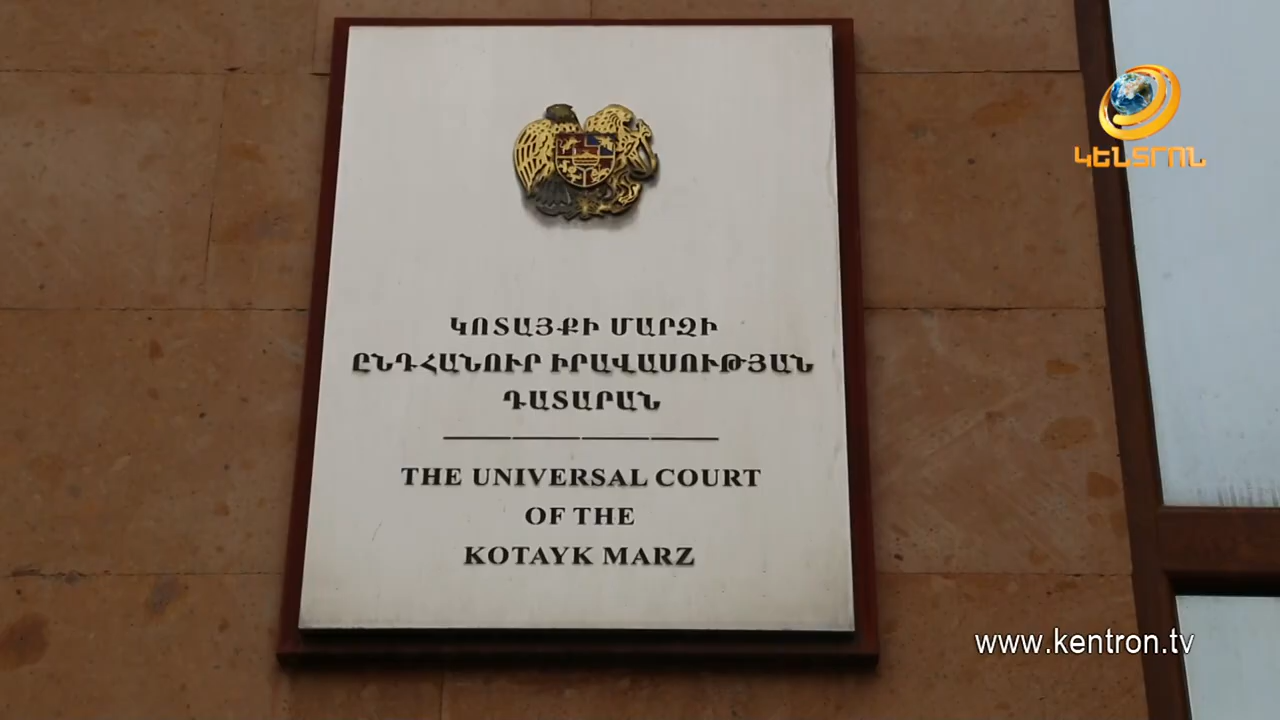 ԿԵՆՏՐՈՆ
ԿՈՏԱՅՔԻ ՄԱՐԶԻ
ԸՆԴՀԱՆՈՒՐ ԻՐԱՎԱՍՈՒԹՅԱՆ
ԴԱՏԱՐԱՆ
THE UNIVERSAL COURT
OF THE
KOTAYK MARZ
www.kentron.tv